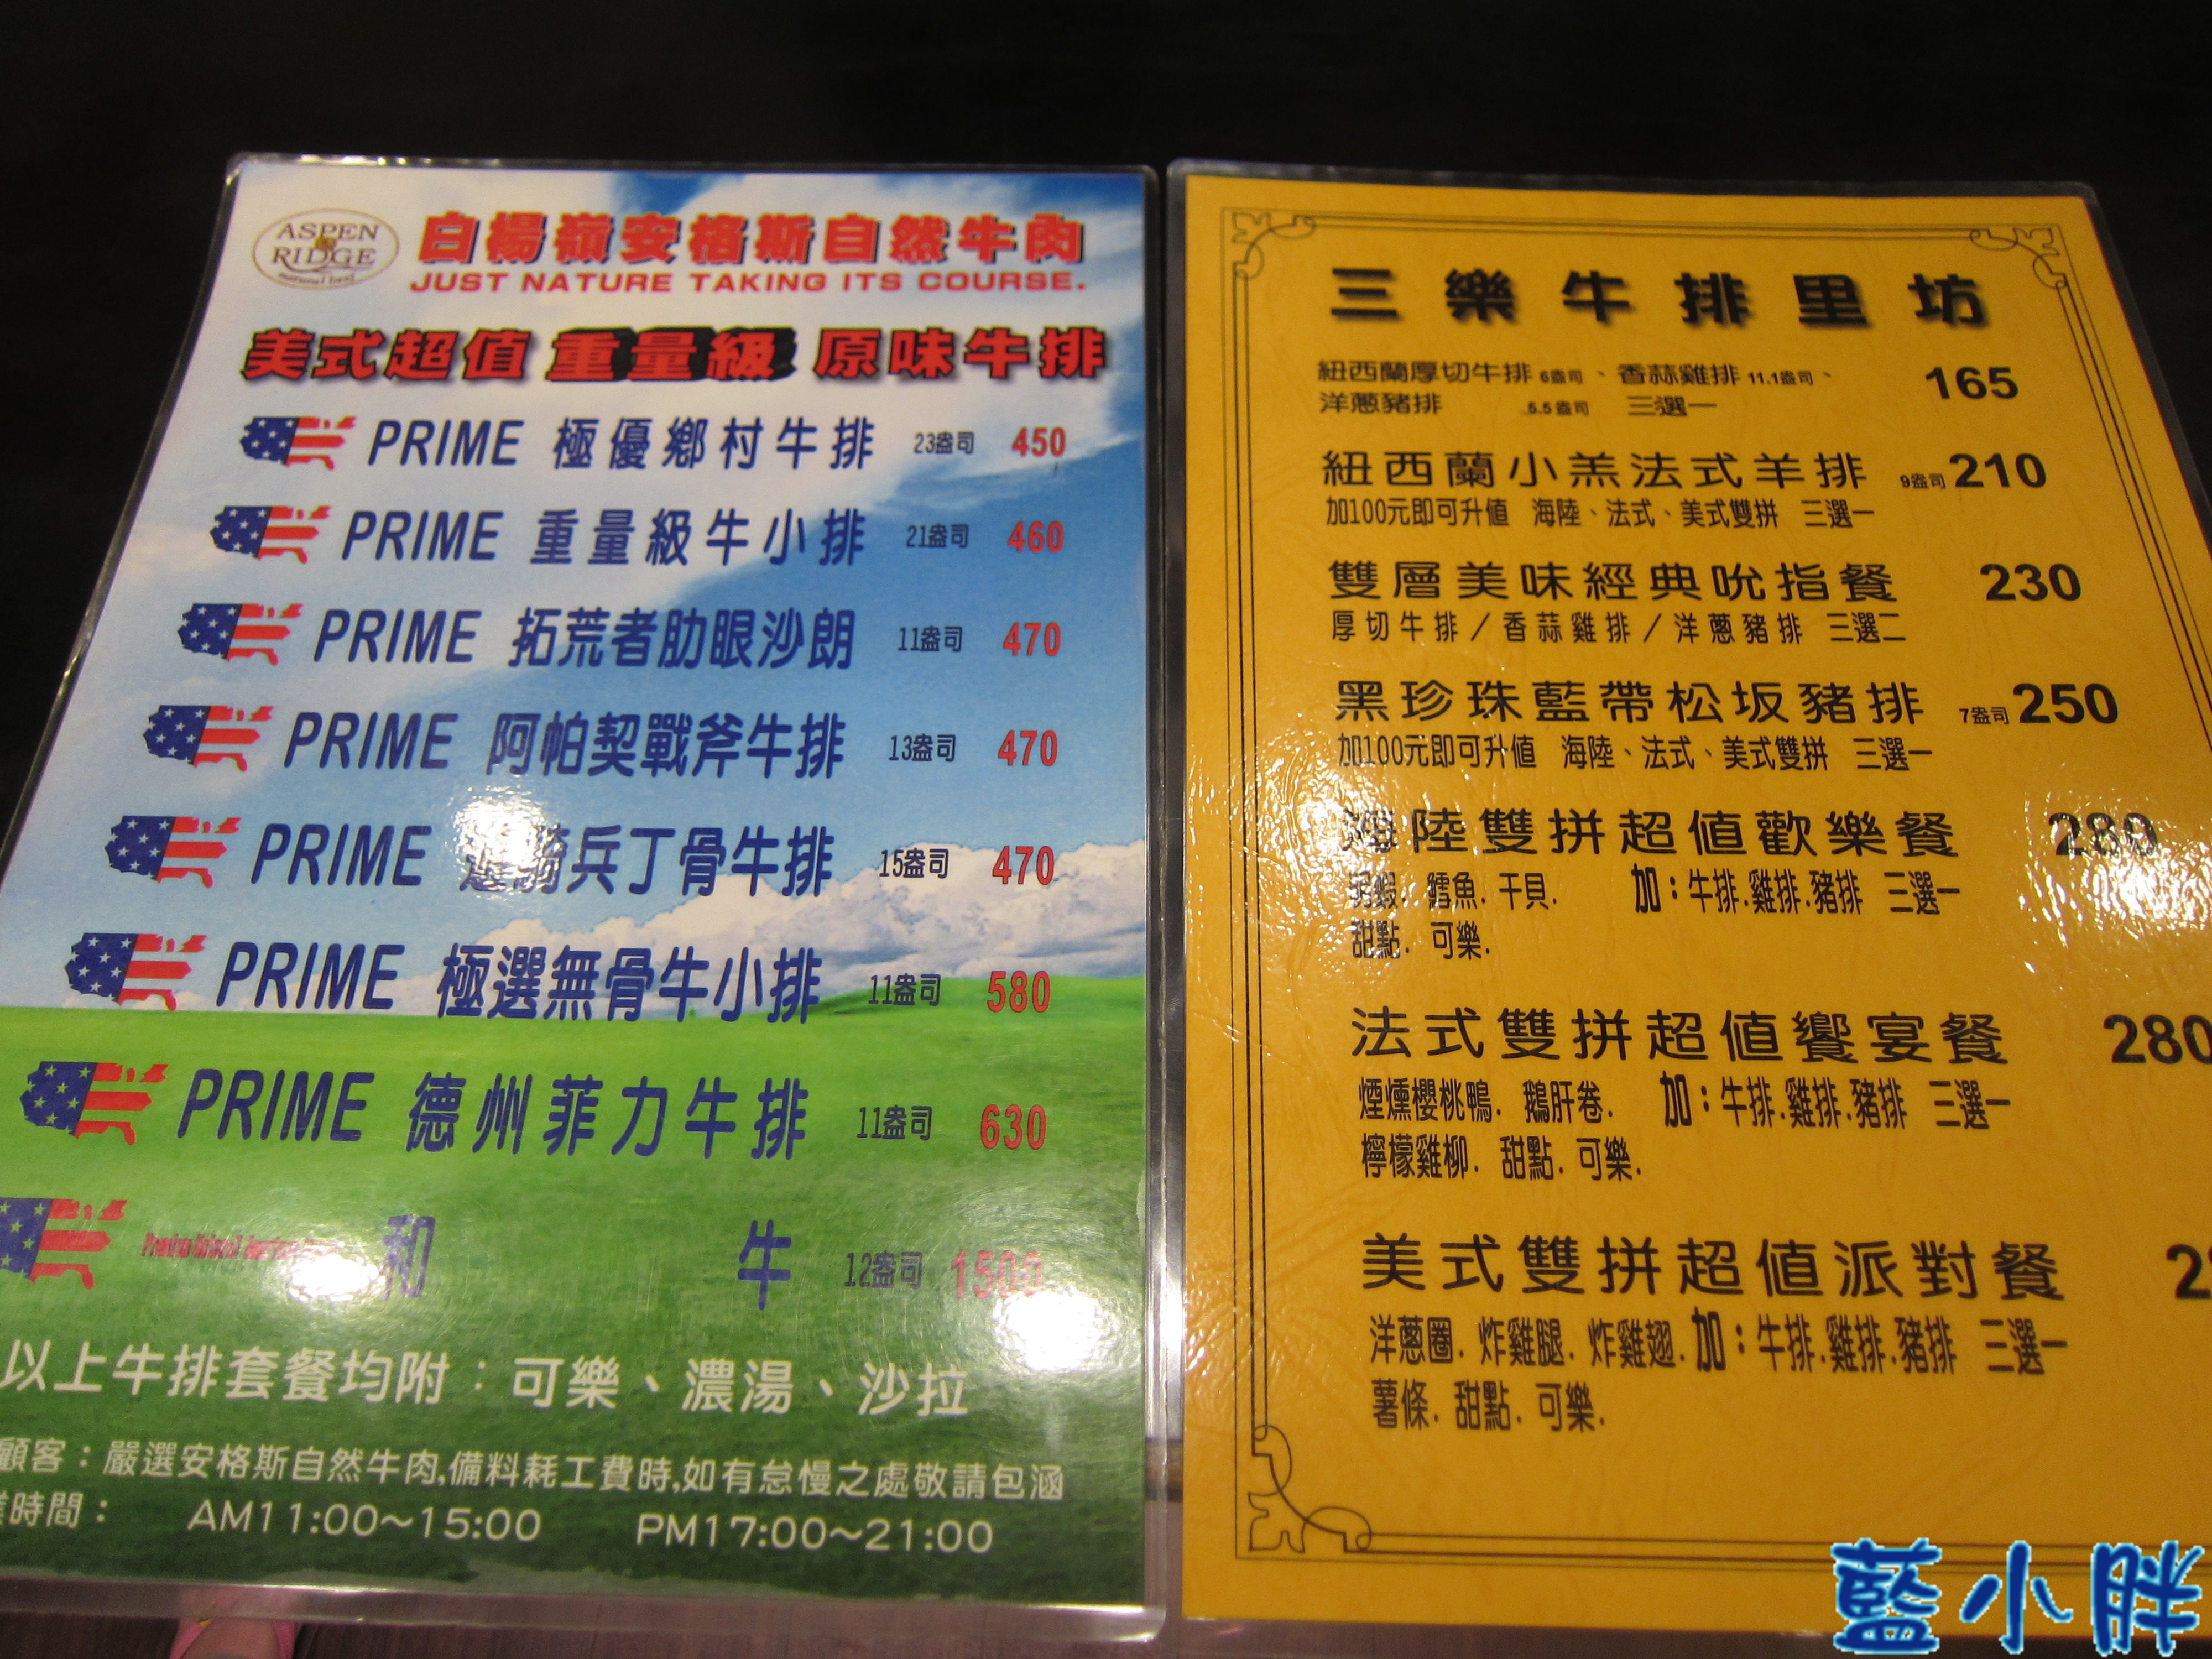 ASPEN
RIDGE
natural beef
白楊嶺安格斯自然牛肉
JUST NATURE TAKING ITS COURSE.
美式超值 重量級 原味牛排
PRIME 極優鄉村牛排 23盎司 450
PRIME 重量級牛小排 21盎司 460
PRIME 拓荒者肋眼沙朗 11盎司 470
PRIME 阿帕契戰斧牛排 13盎司 470
PRIME 騎兵丁骨牛排 15盎司 470
PRIME 極選無骨牛小排 11盎司 580
PRIME 德州菲力牛排 11盎司 630
和牛 12盎司 1500
以上牛排套餐均附：可樂、濃湯、沙拉
顧客：嚴選安格斯自然牛肉,備料耗工費時,如有怠慢之處敬請包涵
時間： AM11:00~15:00 PM17:00~21:00
三樂牛排里坊
紐西蘭厚切牛排 6盎司、香蒜雞排 11.1盎司、 165
洋蔥豬排 5.5盎司 三選一
紐西蘭小羔法式羊排 9盎司 210
加100元即可升值 海陸、法式、美式雙拼 三選一
雙層美味經典吮指餐 230
厚切牛排/香蒜雞排/洋蔥豬排 三選二
黑珍珠藍帶松坂豬排 7盎司 250
加100元即可升值 海陸、法式、美式雙拼 三選一
海陸雙拼超值歡樂餐 280
蝦. 鱈魚. 干貝. 加：牛排.雞排.豬排 三選一
甜點. 可樂.
法式雙拼超值饗宴餐 280
煙燻櫻桃鴨. 鵝肝卷. 加：牛排.雞排.豬排 三選一
檸檬雞柳. 甜點. 可樂.
美式雙拼超值派對餐
洋蔥圈. 炸雞腿. 炸雞翅. 加：牛排.雞排.豬排 三選一
薯條. 甜點. 可樂.
藍小胖